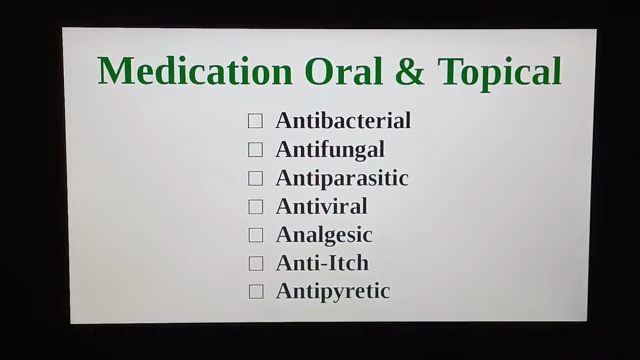 Medication Oral & Topical
☐ Antibacterial
☐ Antifungal
☐ Antiparasitic
☐ Antiviral
☐ Analgesic
☐ Anti-Itch
☐ Antipyretic